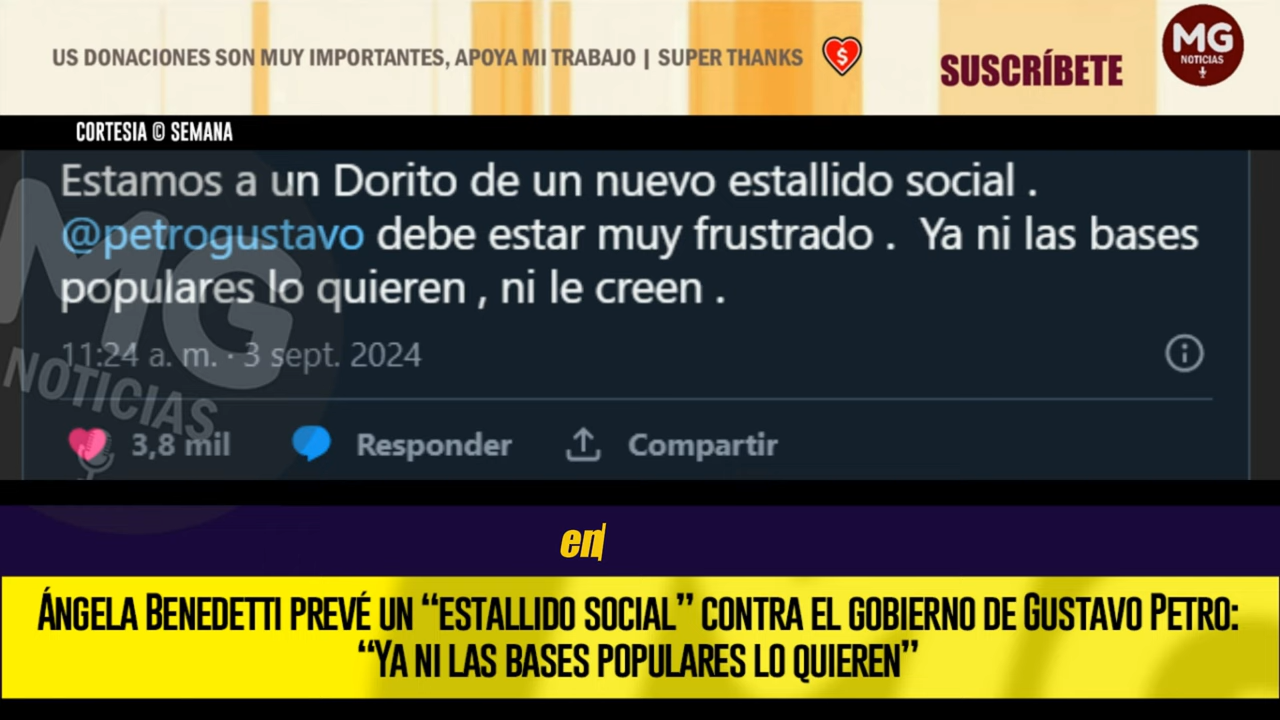 US DONACIONES SON MUY IMPORTANTES, APOYA MI TRABAJO | SUPER THANKS
SUSCRÍBETE
MG
NOTICIAS
CORTESIA © SEMANA
Estamos a un Dorito de un nuevo estallido social .
@petrogustavo debe estar muy frustrado . Ya ni las bases
populares lo quieren , ni le creen .
11:24 a. m. · 3 sept. 2024
MG
NOTICIAS
3,8 mil Responder Compartir
en
ÁNGELA BENEDETTI PREVÉ UN “ESTALLIDO SOCIAL” CONTRA EL GOBIERNO DE GUSTAVO PETRO:
“YA NI LAS BASES POPULARES LO QUIEREN”